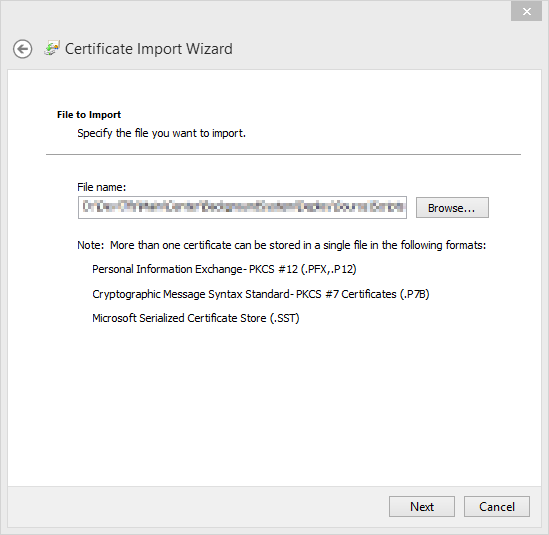 Certificate Import Wizard
File to Import
Specify the file you want to import.
File name:
Browse...
Note: More than one certificate can be stored in a single file in the following formats:
Personal Information Exchange- PKCS #12 (.PFX,.P12)
Cryptographic Message Syntax Standard- PKCS #7 Certificates (.P7B)
Microsoft Serialized Certificate Store (.SST)
Next Cancel